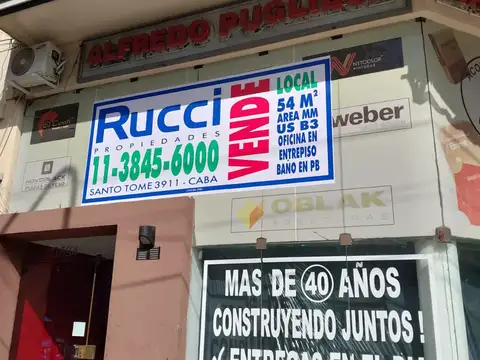 ALFREDO PUGLIESE
Rucci
PROPIEDADES
11-3845-6000
SANTO TOME 3911 - CABA
VENDE
LOCAL
54 M²
AREA MM
US B3
OFICINA EN
ENTREPISO
BAÑO EN PB
weber
OBLAK
MAS DE 40 AÑOS
CONSTRUYENDO JUNTOS !